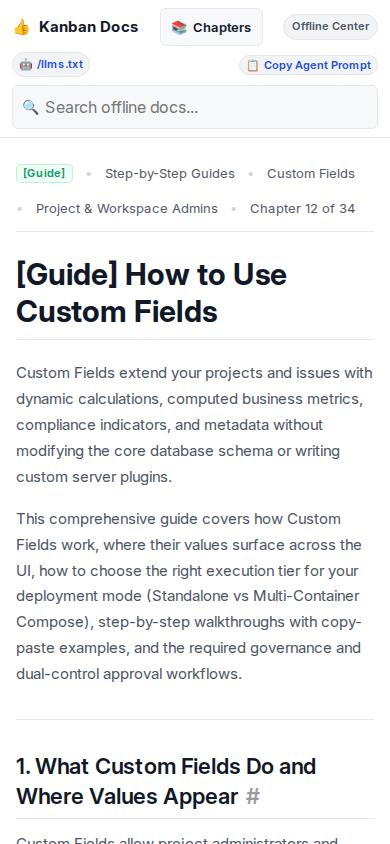 👍 Kanban Docs
📚 Chapters
Offline Center
🤖 /llms.txt
📋 Copy Agent Prompt
🔍 Search offline docs...
[Guide] • Step-by-Step Guides • Custom Fields
• Project & Workspace Admins • Chapter 12 of 34
[Guide] How to Use
Custom Fields
Custom Fields extend your projects and issues with
dynamic calculations, computed business metrics,
compliance indicators, and metadata without
modifying the core database schema or writing
custom server plugins.
This comprehensive guide covers how Custom
Fields work, where their values surface across the
UI, how to choose the right execution tier for your
deployment mode (Standalone vs Multi-Container
Compose), step-by-step walkthroughs with copy-
paste examples, and the required governance and
dual-control approval workflows.
1. What Custom Fields Do and
Where Values Appear #
Custom Fields allow project administrators and